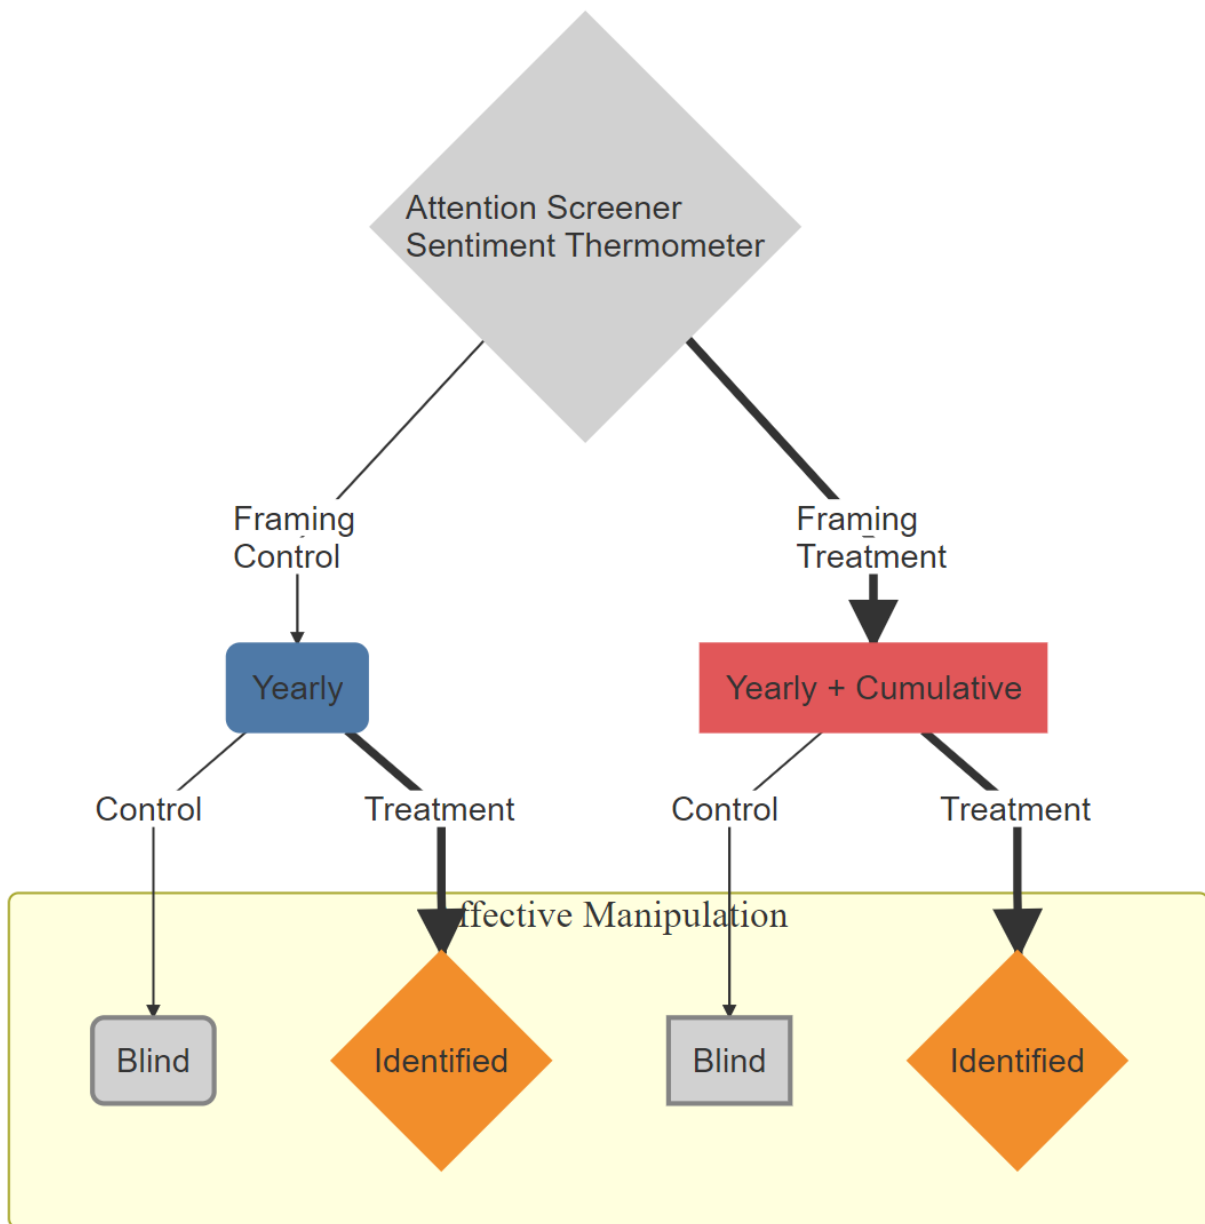 Attention Screener
Sentiment Thermometer
Framing
Control
Framing
Treatment
Yearly
Yearly + Cumulative
Control
Treatment
Control
Treatment
ffective Manipulation
Blind
Identified
Blind
Identified